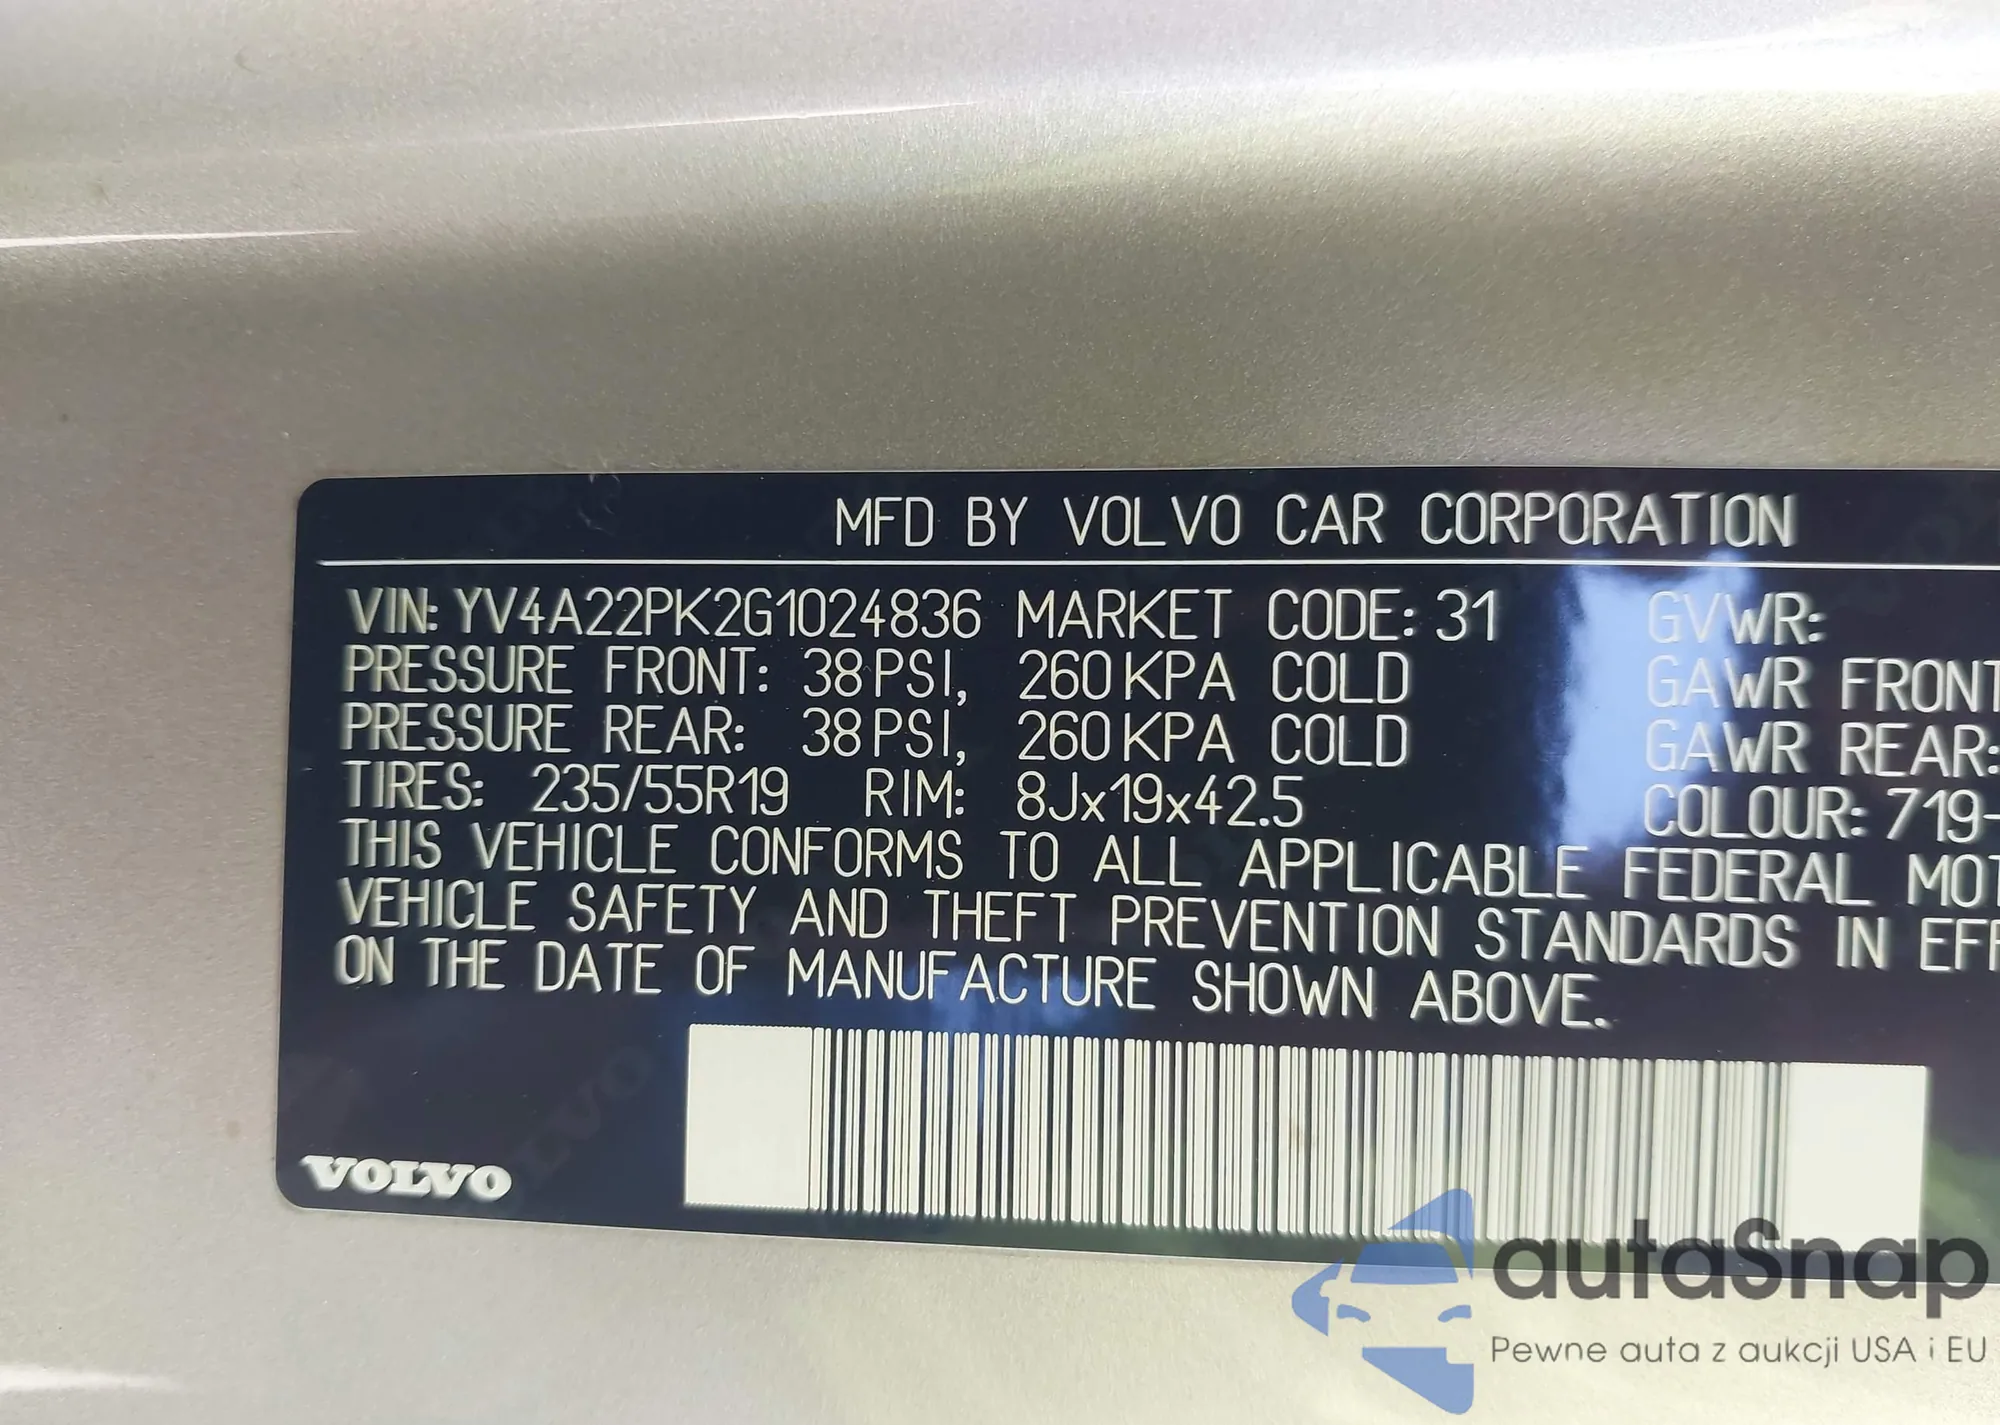 MFD BY VOLVO CAR CORPORATION
VIN: YV4A22PK2G1024836 MARKET CODE: 31 GVWR:
PRESSURE FRONT: 38 PSI, 260 KPA COLD GAWR FRONT
PRESSURE REAR: 38 PSI, 260 KPA COLD GAWR REAR:
TIRES: 235/55R19 RIM: 8Jx19x42.5 COLOUR: 719-
THIS VEHICLE CONFORMS TO ALL APPLICABLE FEDERAL MOT
VEHICLE SAFETY AND THEFT PREVENTION STANDARDS IN EFF
ON THE DATE OF MANUFACTURE SHOWN ABOVE.
VOLVO
autaSnap
Pewne auta z aukcji USA i EU